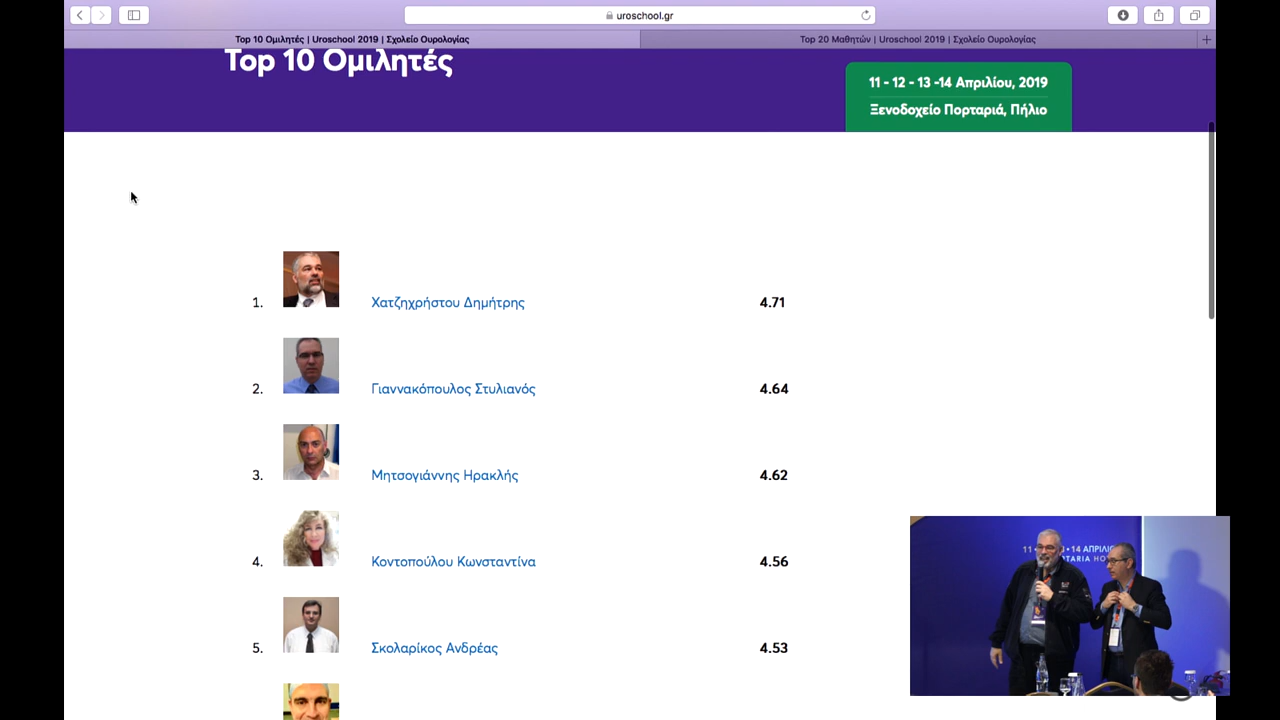 uroschool.gr
Top 10 Ομιλητές | Uroschool 2019 | Σχολείο Ουρολογίας
Top 20 Μαθητών | Uroschool 2019 | Σχολείο Ουρολογίας
Top 10 Ομιλητές
11 - 12 - 13 -14 Απριλίου, 2019
Ξενοδοχείο Πορταριά, Πήλιο
1. Χατζηχρήστου Δημήτρης 4.71
2. Γιαννακόπουλος Στυλιανός 4.64
3. Μητσογιάννης Ηρακλής 4.62
4. Κοντοπούλου Κωνσταντίνα 4.56
5. Σκολαρίκος Ανδρέας 4.53